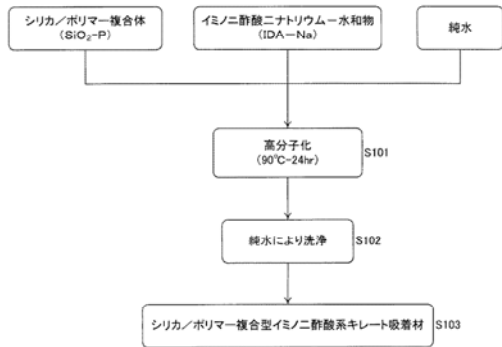 シリカ/ポリマー複合体
(SiO₂-P)
イミノ二酢酸二ナトリウム一水和物
(IDA-Na)
純水
高分子化
(90℃-24hr)
S101
純水により洗浄
S102
シリカ/ポリマー複合型イミノ二酢酸系キレート吸着材
S103